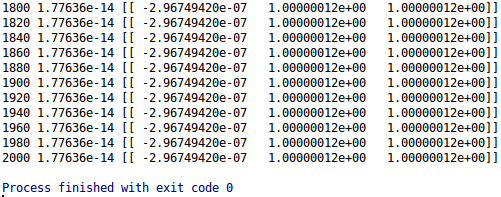 1800 1.77636e-14 [[ -2.96749420e-07   1.00000012e+00   1.00000012e+00]]
1820 1.77636e-14 [[ -2.96749420e-07   1.00000012e+00   1.00000012e+00]]
1840 1.77636e-14 [[ -2.96749420e-07   1.00000012e+00   1.00000012e+00]]
1860 1.77636e-14 [[ -2.96749420e-07   1.00000012e+00   1.00000012e+00]]
1880 1.77636e-14 [[ -2.96749420e-07   1.00000012e+00   1.00000012e+00]]
1900 1.77636e-14 [[ -2.96749420e-07   1.00000012e+00   1.00000012e+00]]
1920 1.77636e-14 [[ -2.96749420e-07   1.00000012e+00   1.00000012e+00]]
1940 1.77636e-14 [[ -2.96749420e-07   1.00000012e+00   1.00000012e+00]]
1960 1.77636e-14 [[ -2.96749420e-07   1.00000012e+00   1.00000012e+00]]
1980 1.77636e-14 [[ -2.96749420e-07   1.00000012e+00   1.00000012e+00]]
2000 1.77636e-14 [[ -2.96749420e-07   1.00000012e+00   1.00000012e+00]]
Process finished with exit code 0